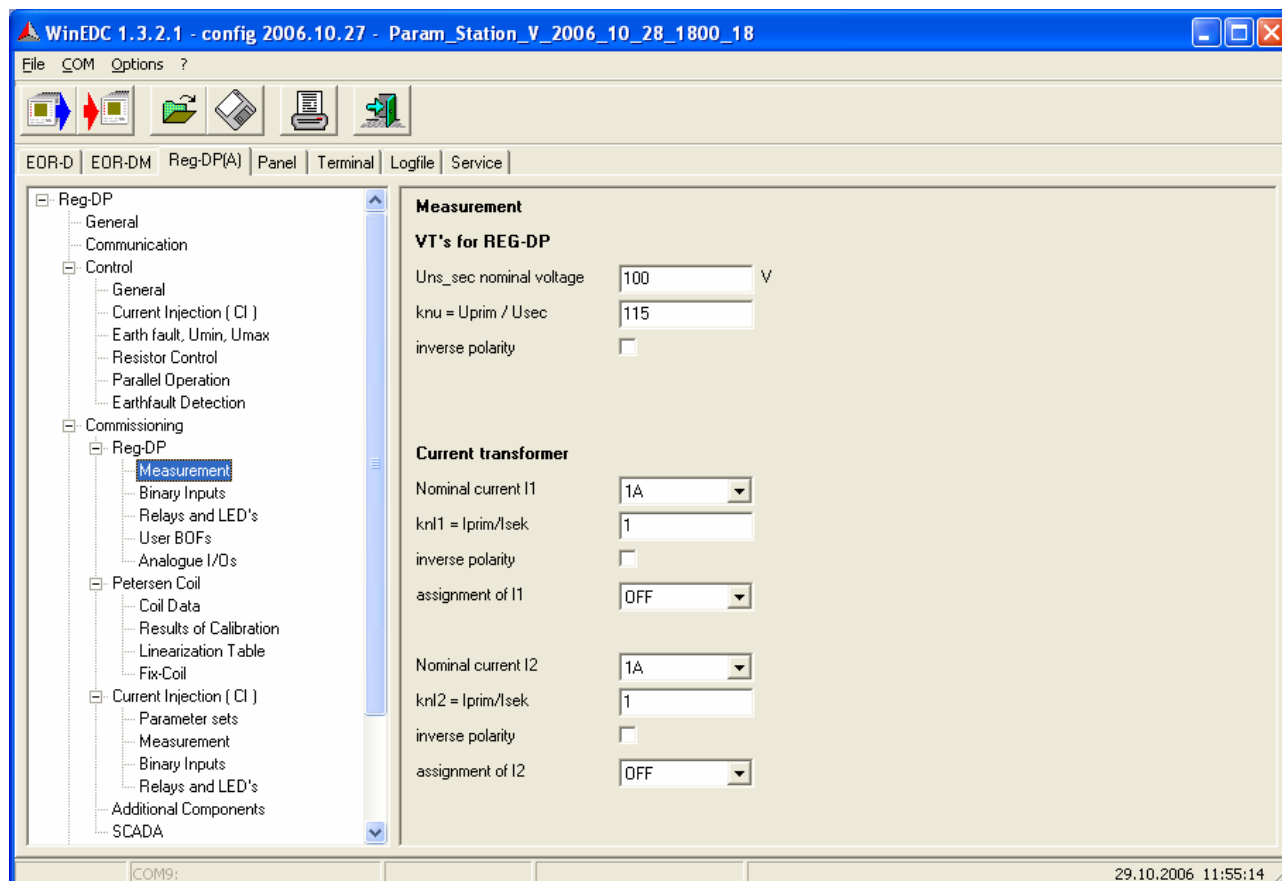 WinEDC 1.3.2.1 - config 2006.10.27 - Param_Station_V_2006_10_28_1800_18
File COM Options ?
EOR-D EOR-DM Reg-DP(A) Panel Terminal Logfile Service
Reg-DP
General
Communication
Control
General
Current Injection ( CI )
Earth fault, Umin, Umax
Resistor Control
Parallel Operation
Earthfault Detection
Commissioning
Reg-DP
Measurement
Binary Inputs
Relays and LED's
User BOFs
Analogue I/Os
Petersen Coil
Coil Data
Results of Calibration
Linearization Table
Fix-Coil
Current Injection ( CI )
Parameter sets
Measurement
Binary Inputs
Relays and LED's
Additional Components
SCADA
Measurement
VT's for REG-DP
Uns_sec nominal voltage 100 V
knu = Uprim / Usec 115
inverse polarity
Current transformer
Nominal current I1 1A
knI1 = Iprim/Isek 1
inverse polarity
assignment of I1 OFF
Nominal current I2 1A
knI2 = Iprim/Isek 1
inverse polarity
assignment of I2 OFF
COM9: 29.10.2006 11:55:14